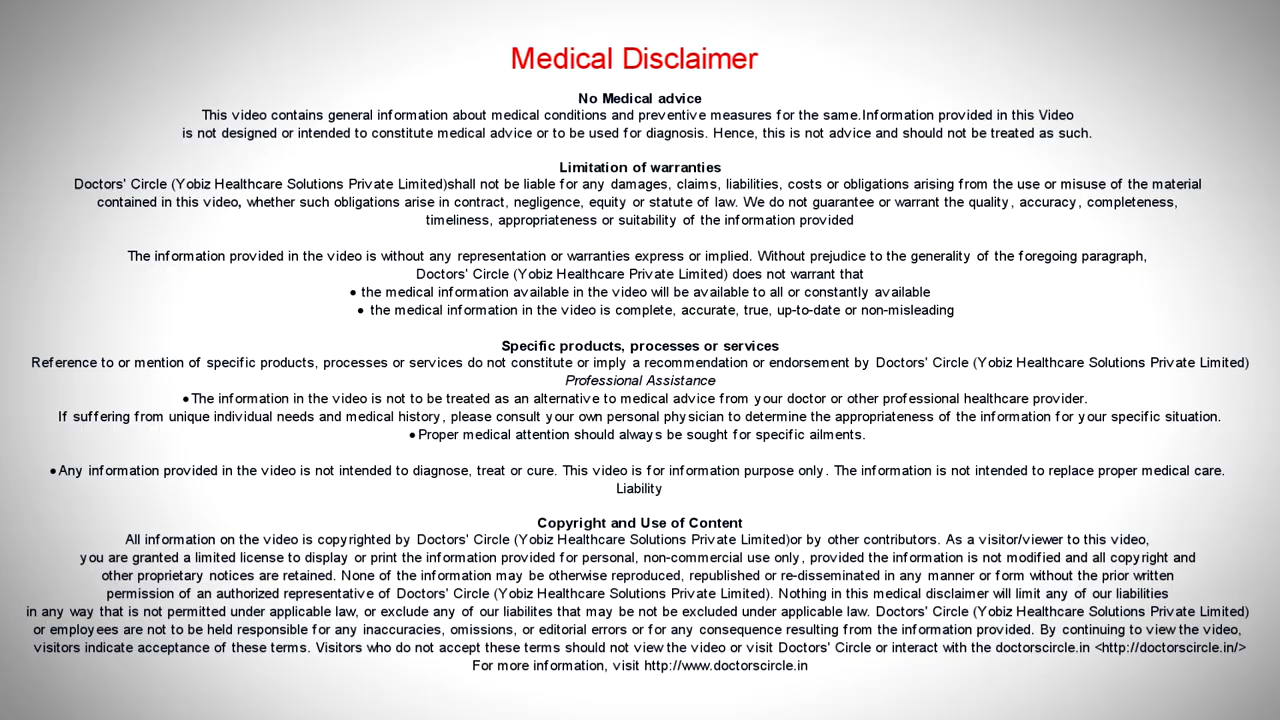 Medical Disclaimer
No Medical advice
This video contains general information about medical conditions and preventive measures for the same.Information provided in this Video
is not designed or intended to constitute medical advice or to be used for diagnosis. Hence, this is not advice and should not be treated as such.
Limitation of warranties
Doctors' Circle (Yobiz Healthcare Solutions Private Limited)shall not be liable for any damages, claims, liabilities, costs or obligations arising from the use or misuse of the material
contained in this video, whether such obligations arise in contract, negligence, equity or statute of law. We do not guarantee or warrant the quality, accuracy, completeness,
timeliness, appropriateness or suitability of the information provided
The information provided in the video is without any representation or warranties express or implied. Without prejudice to the generality of the foregoing paragraph,
Doctors' Circle (Yobiz Healthcare Private Limited) does not warrant that
• the medical information available in the video will be available to all or constantly available
• the medical information in the video is complete, accurate, true, up-to-date or non-misleading
Specific products, processes or services
Reference to or mention of specific products, processes or services do not constitute or imply a recommendation or endorsement by Doctors' Circle (Yobiz Healthcare Solutions Private Limited)
Professional Assistance
•The information in the video is not to be treated as an alternative to medical advice from your doctor or other professional healthcare provider.
If suffering from unique individual needs and medical history, please consult your own personal physician to determine the appropriateness of the information for your specific situation.
•Proper medical attention should always be sought for specific ailments.
•Any information provided in the video is not intended to diagnose, treat or cure. This video is for information purpose only. The information is not intended to replace proper medical care.
Liability
Copyright and Use of Content
All information on the video is copyrighted by Doctors' Circle (Yobiz Healthcare Solutions Private Limited)or by other contributors. As a visitor/viewer to this video,
you are granted a limited license to display or print the information provided for personal, non-commercial use only, provided the information is not modified and all copyright and
other proprietary notices are retained. None of the information may be otherwise reproduced, republished or re-disseminated in any manner or form without the prior written
permission of an authorized representative of Doctors' Circle (Yobiz Healthcare Solutions Private Limited). Nothing in this medical disclaimer will limit any of our liabilities
in any way that is not permitted under applicable law, or exclude any of our liabilites that may be not be excluded under applicable law. Doctors' Circle (Yobiz Healthcare Solutions Private Limited)
or employees are not to be held responsible for any inaccuracies, omissions, or editorial errors or for any consequence resulting from the information provided. By continuing to view the video,
visitors indicate acceptance of these terms. Visitors who do not accept these terms should not view the video or visit Doctors' Circle or interact with the doctorscircle.in <http://doctorscircle.in/>
For more information, visit http://www.doctorscircle.in